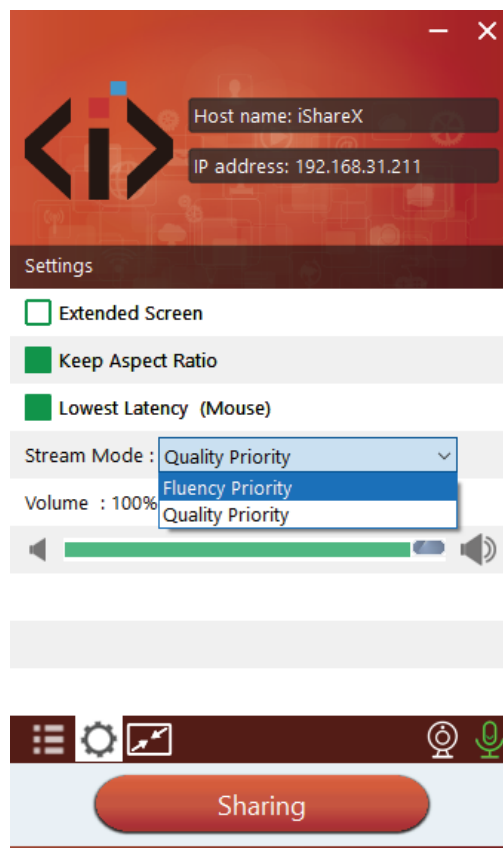 Host name: iShareX
IP address: 192.168.31.211
Settings
Extended Screen
Keep Aspect Ratio
Lowest Latency (Mouse)
Stream Mode : Quality Priority
Fluency Priority
Volume : 100%
Quality Priority
Sharing